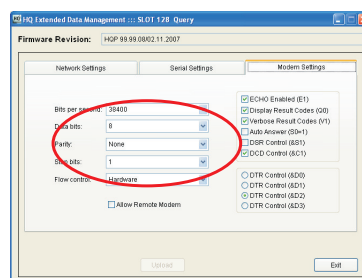 HQ Extended Data Management ::: SLOT 12B Query
Firmware Revision: HQP 99.99.08/02.11.2007
Network Settings Serial Settings Modem Settings
Bits per second: 38400
Data bits: 8
Parity: None
Stop bits: 1
Flow control: Hardware
Allow Remote Modem
ECHO Enabled (E1)
Display Result Codes (Q0)
Verbose Result Codes (V1)
Auto Answer (S0=1)
DSR Control (&S1)
DCD Control (&C1)
DTR Control (&D0)
DTR Control (&D1)
DTR Control (&D2)
DTR Control (&D3)
Upload Exit